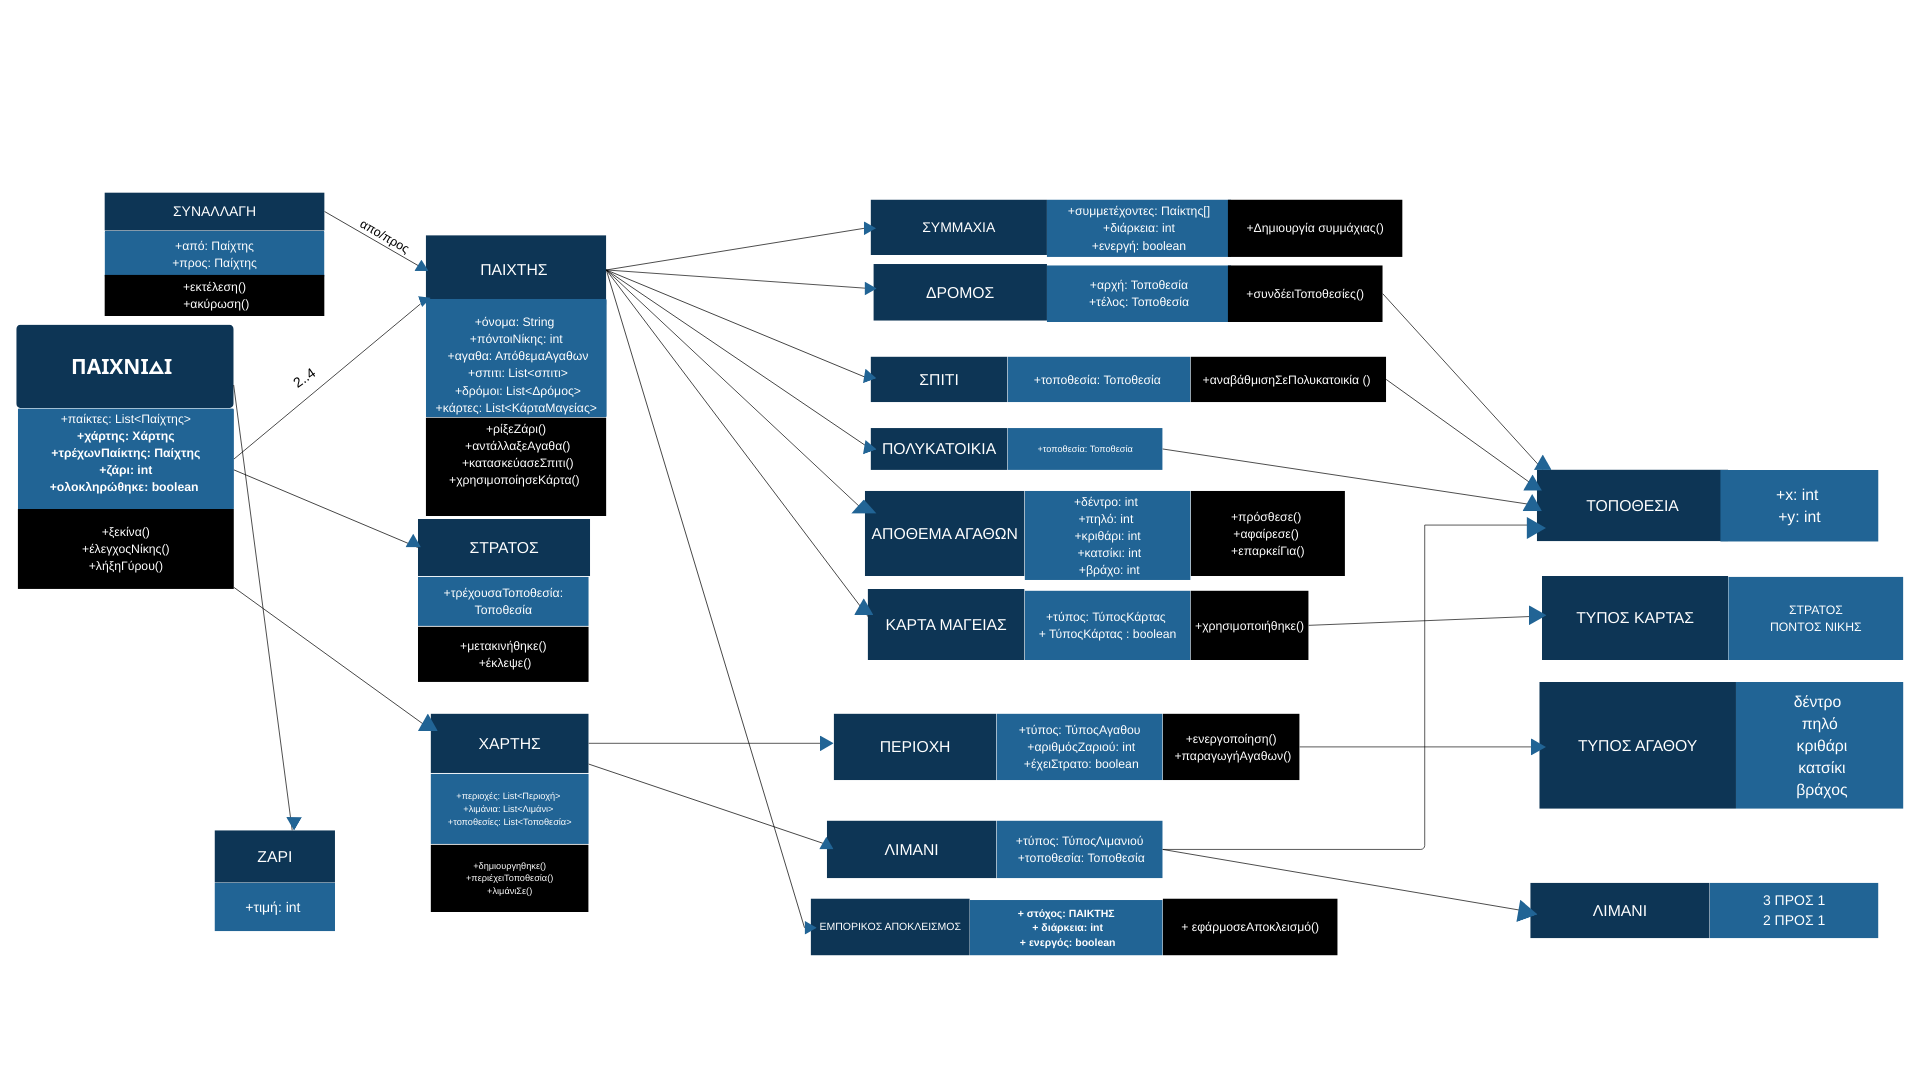 ΣΥΝΑΛΛΑΓΗ
+από: Παίχτης
+προς: Παίχτης
+εκτέλεση()
+ακύρωση()
απο/προς
2..4
ΠΑΙΧΝΙΔΙ
+παίκτες: List<Παίχτης>
+χάρτης: Χάρτης
+τρέχωνΠαίκτης: Παίχτης
+ζάρι: int
+ολοκληρώθηκε: boolean
+ξεκίνα()
+έλεγχοςΝίκης()
+λήξηΓύρου()
ΖΑΡΙ
+τιμή: int
ΠΑΙΧΤΗΣ
+όνομα: String
+πόντοιΝίκης: int
+αγαθα: ΑπόθεμαΑγαθων
+σπιτι: List<σπιτι>
+δρόμοι: List<Δρόμος>
+κάρτες: List<ΚάρταΜαγείας>
+ρίξεΖάρι()
+αντάλλαξεΑγαθα()
+κατασκεύασεΣπιτι()
+χρησιμοποίησεΚάρτα()
ΣΤΡΑΤΟΣ
+τρέχουσαΤοποθεσία:
Τοποθεσία
+μετακινήθηκε()
+έκλεψε()
ΧΑΡΤΗΣ
+περιοχές: List<Περιοχή>
+λιμάνια: List<Λιμάνι>
+τοποθεσίες: List<Τοποθεσία>
+δημιουργηθηκε()
+περιέχειΤοποθεσία()
+λιμάνιΣε()
ΣΥΜΜΑΧΙΑ
+συμμετέχοντες: Παίκτης[]
+διάρκεια: int
+ενεργή: boolean
+Δημιουργία συμμάχιας()
ΔΡΟΜΟΣ
+αρχή: Τοποθεσία
+τέλος: Τοποθεσία
+συνδέειΤοποθεσίες()
ΣΠΙΤΙ
+τοποθεσία: Τοποθεσία
+αναβάθμισηΣεΠολυκατοικία ()
ΠΟΛΥΚΑΤΟΙΚΙΑ
+τοποθεσία: Τοποθεσία
ΑΠΟΘΕΜΑ ΑΓΑΘΩΝ
+δέντρο: int
+πηλό: int
+κριθάρι: int
+κατσίκι: int
+βράχο: int
+πρόσθεσε()
+αφαίρεσε()
+επαρκείΓια()
ΚΑΡΤΑ ΜΑΓΕΙΑΣ
+τύπος: ΤύποςΚάρτας
+ ΤύποςΚάρτας : boolean
+χρησιμοποιήθηκε()
ΠΕΡΙΟΧΗ
+τύπος: ΤύποςΑγαθου
+αριθμόςΖαριού: int
+έχειΣτρατο: boolean
+ενεργοποίηση()
+παραγωγήΑγαθων()
ΛΙΜΑΝΙ
+τύπος: ΤύποςΛιμανιού
+τοποθεσία: Τοποθεσία
ΕΜΠΟΡΙΚΟΣ ΑΠΟΚΛΕΙΣΜΟΣ
+ στόχος: ΠΑΙΚΤΗΣ
+ διάρκεια: int
+ ενεργός: boolean
+ εφάρμοσεΑποκλεισμό()
ΤΟΠΟΘΕΣΙΑ
+x: int
+y: int
ΤΥΠΟΣ ΚΑΡΤΑΣ
ΣΤΡΑΤΟΣ
ΠΟΝΤΟΣ ΝΙΚΗΣ
ΤΥΠΟΣ ΑΓΑΘΟΥ
δέντρο
πηλό
κριθάρι
κατσίκι
βράχος
ΛΙΜΑΝΙ
3 ΠΡΟΣ 1
2 ΠΡΟΣ 1